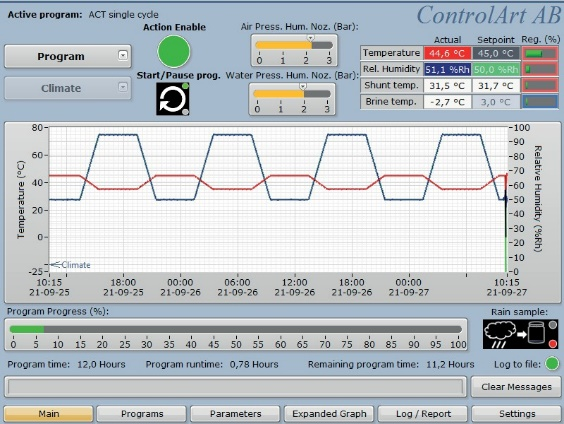 Active program: ACT single cycle
ControlArt AB
Action Enable
Air Press. Hum. Noz. (Bar):
0 1 2 3
Program
Climate
Start/Pause prog.
Water Press. Hum. Noz. (Bar):
0 1 2 3
Actual Setpoint Reg. (%)
Temperature 44,6 °C 45,0 °C
Rel. Humidity 51,1 %Rh 50,0 %Rh
Shunt temp. 31,5 °C 31,7 °C
Brine temp. -2,7 °C 3,0 °C
Temperature (°C)
80
60
40
20
0
-25
Climate
100
90
80
70
60
50
40
30
20
10
0
Relative Humidity (%Rh)
10:15 18:00 00:00 06:00 12:00 18:00 00:00 10:15
21-09-25 21-09-25 21-09-26 21-09-26 21-09-26 21-09-26 21-09-27 21-09-27
Program Progress (%):
0 5 10 15 20 25 30 35 40 45 50 55 60 65 70 75 80 85 90 95 100
Rain sample:
Program time: 12,0 Hours Program runtime: 0,78 Hours Remaining program time: 11,2 Hours Log to file:
Clear Messages
Main Programs Parameters Expanded Graph Log / Report Settings